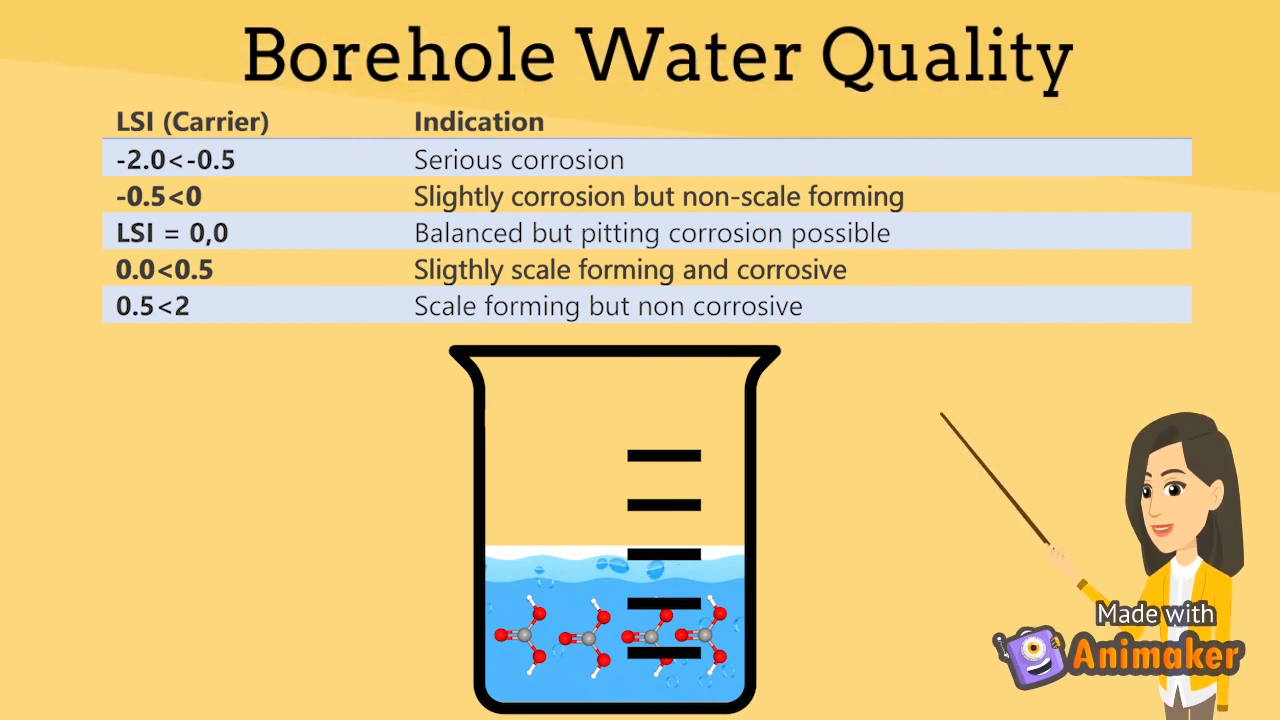 Borehole Water Quality
LSI (Carrier) Indication
-2.0<-0.5 Serious corrosion
-0.5<0 Slightly corrosion but non-scale forming
LSI = 0,0 Balanced but pitting corrosion possible
0.0<0.5 Sligthly scale forming and corrosive
0.5<2 Scale forming but non corrosive
Made with
Animaker